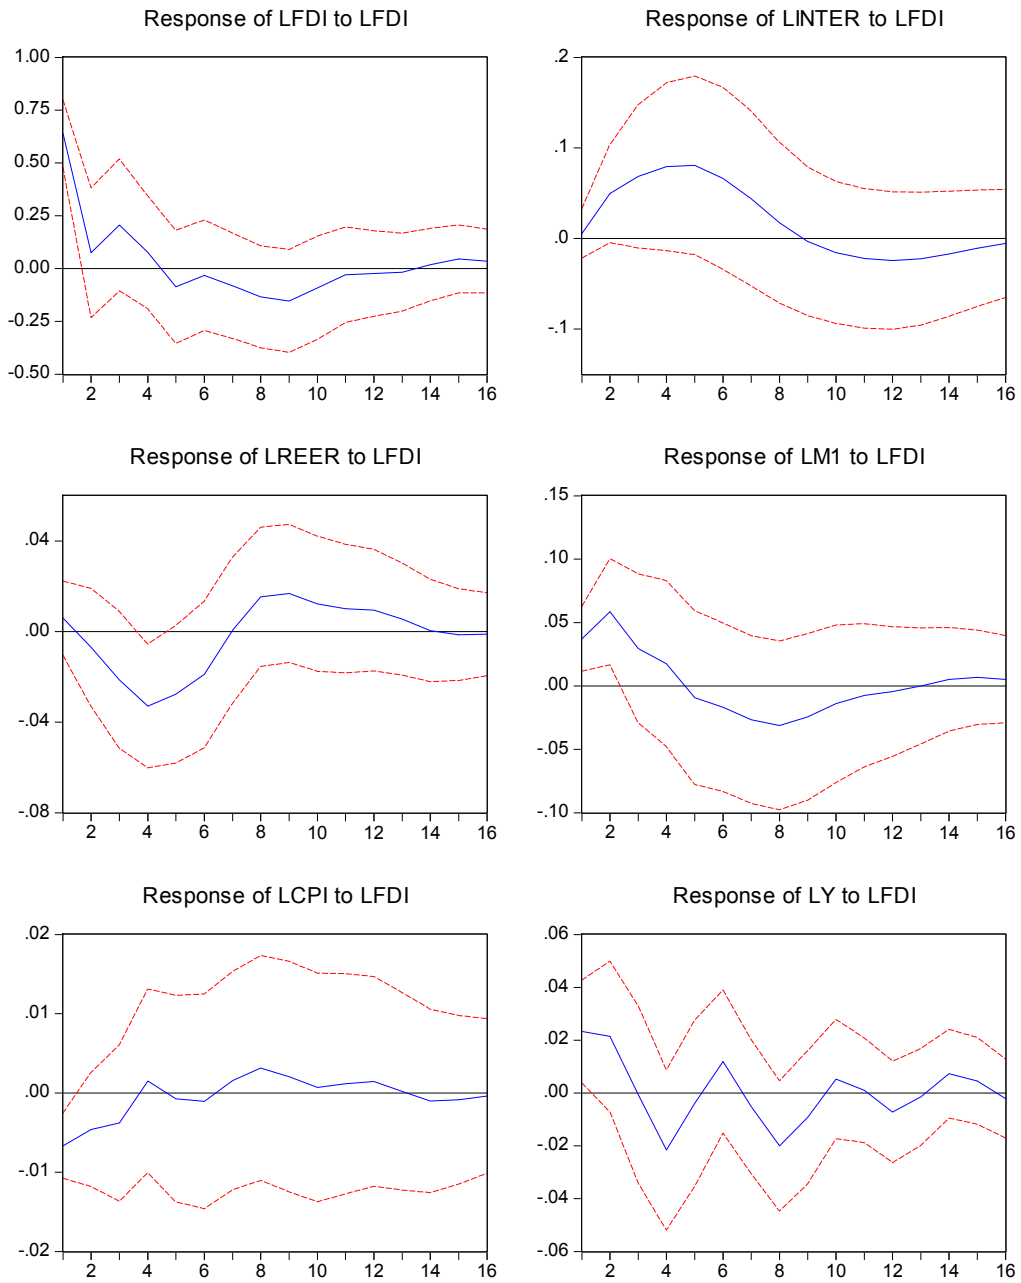 Response of LFDI to LFDI
1.00
0.75
0.50
0.25
0.00
-0.25
-0.50
2 4 6 8 10 12 14 16
Response of LINTER to LFDI
.2
.1
.0
-.1
2 4 6 8 10 12 14 16
Response of LREER to LFDI
.04
.00
-.04
-.08
2 4 6 8 10 12 14 16
Response of LM1 to LFDI
.15
.10
.05
.00
-.05
-.10
2 4 6 8 10 12 14 16
Response of LCPI to LFDI
.02
.01
.00
-.01
-.02
2 4 6 8 10 12 14 16
Response of LY to LFDI
.06
.04
.02
.00
-.02
-.04
-.06
2 4 6 8 10 12 14 16